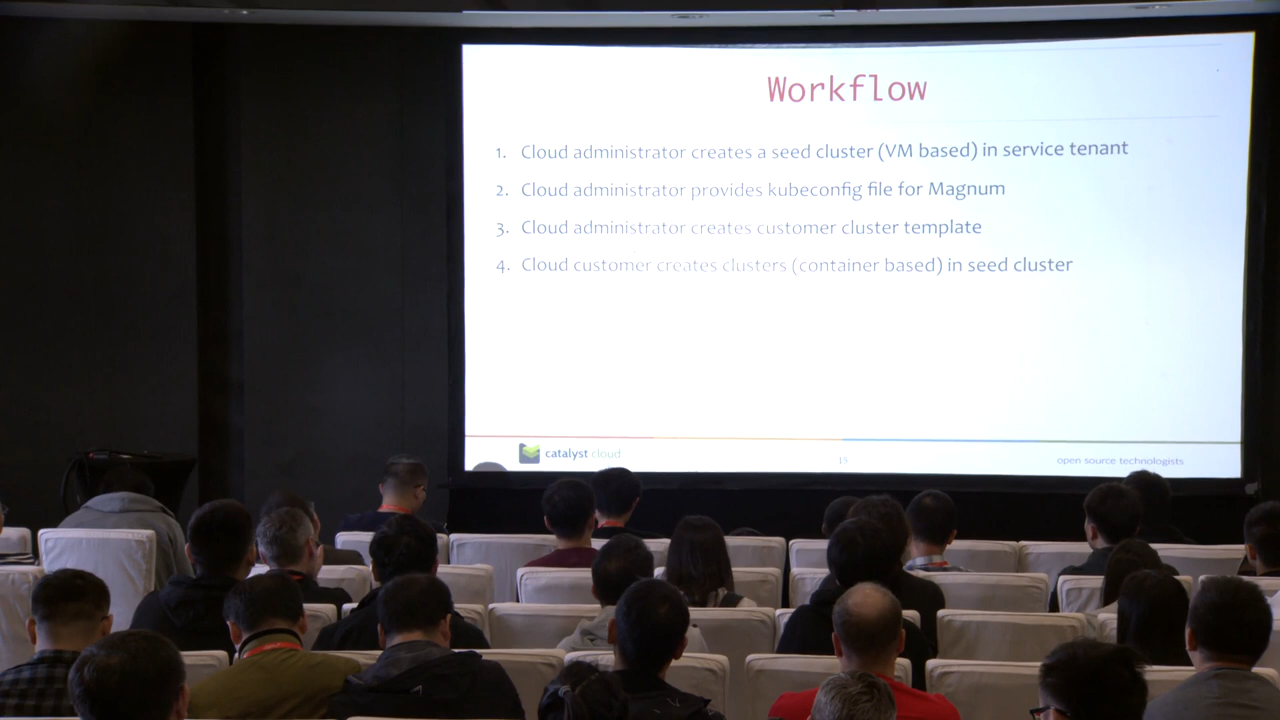 Workflow
1. Cloud administrator creates a seed cluster (VM based) in service tenant
2. Cloud administrator provides kubeconfig file for Magnum
3. Cloud administrator creates customer cluster template
4. Cloud customer creates clusters (container based) in seed cluster
catalyst cloud
15
open source technologists